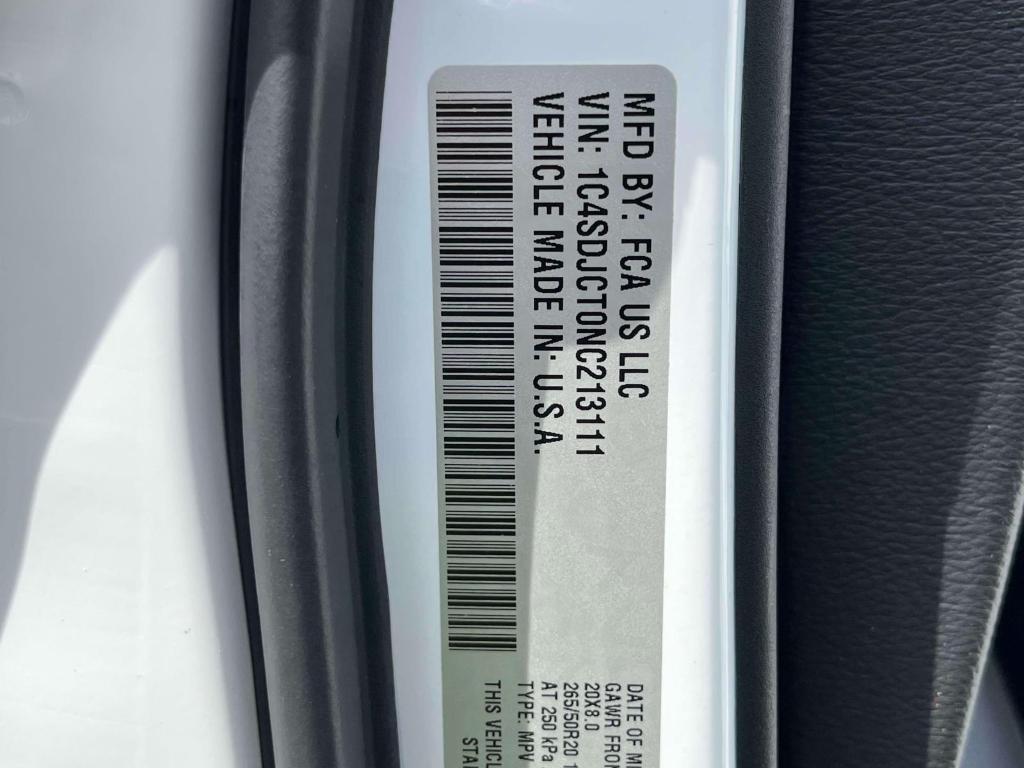 MFD BY: FCA US LLC
VIN: 1C4SDJCT0NC213111
VEHICLE MADE IN: U.S.A.
DATE OF
GAWR FRON
20X8.0
265/50R20
AT 250 kPa
TYPE: MPV
THIS VEHICL